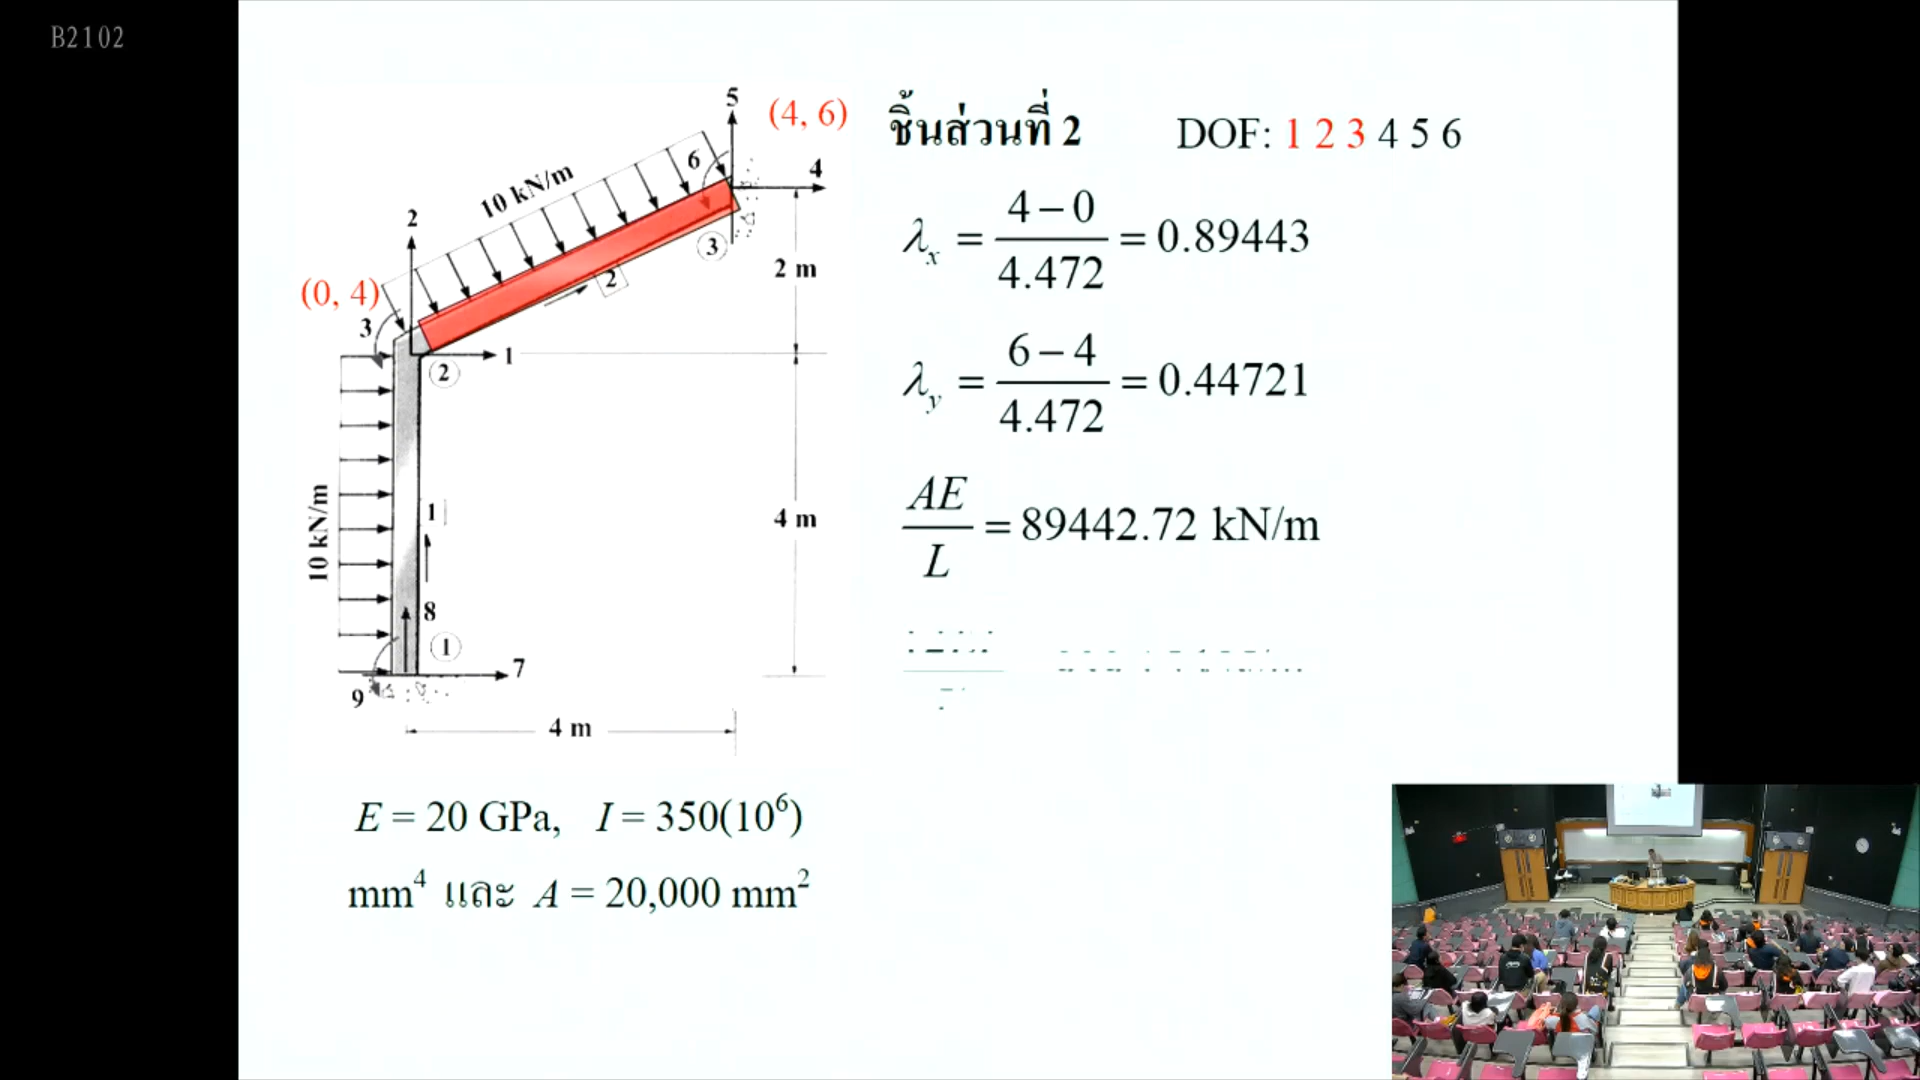 B2102
5
(4, 6)
6
4
10 kN/m
2
3
2 m
2
(0, 4)
3
1
2
10 kN/m
1
4 m
8
1
7
9
4 m
E = 20 GPa, I = 350(10⁶)
mm⁴ และ A = 20,000 mm²
ชิ้นส่วนที่ 2 DOF: 1 2 3 4 5 6
λx = (4 – 0)/4.472 = 0.89443
λy = (6 – 4)/4.472 = 0.44721
AE/L = 89442.72 kN/m